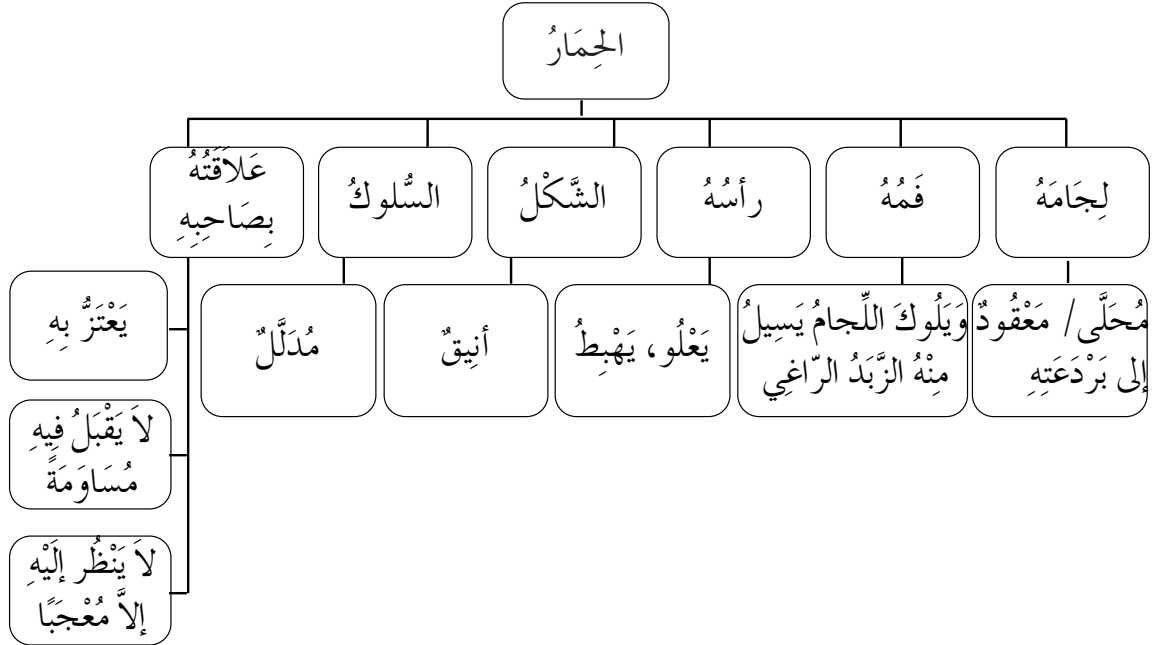 الحِمَارُ
لِجَامَهُ
فَمُهُ
رأسُهُ
الشَّكْلُ
السُّلوكُ
عَلاَقَتُهُ
بِصَاحِبِهِ
مُحَلَّى/ مَعْقُودٌ
إلى بَرْدَعَتِهِ
وَيَلُوكَ اللِّجامُ يَسِيلُ
مِنْهُ الزَّبَدُ الرّاغِي
يَعْلُو، يَهْبِطُ
أنِيقٌ
مُدَلَّلٌ
يَعْتَزُّ بِهِ
لاَ يَقْبَلُ فِيهِ
مُسَاوَمَةً
لاَ يَنْظُر إلَيْهِ
إلاَّ مُعْجَبًا